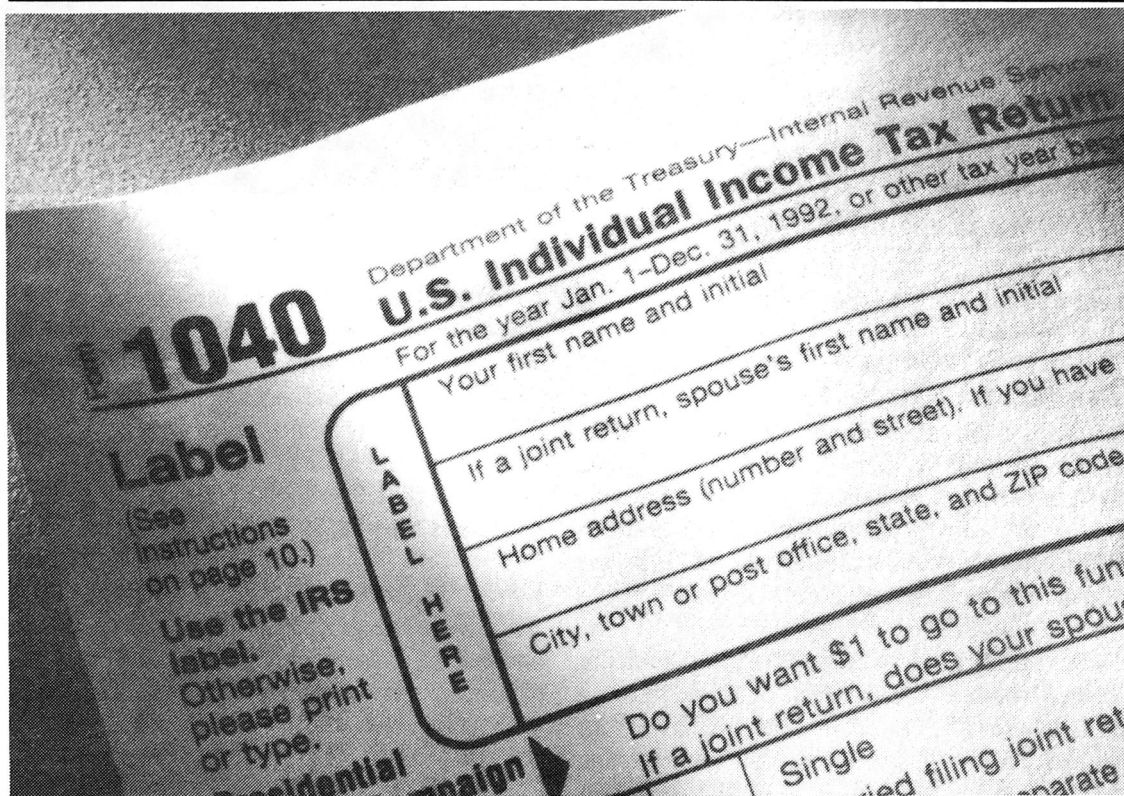 Department of the Treasury—Internal Revenue Service
Form 1040 U.S. Individual Income Tax Return
For the year Jan. 1–Dec. 31, 1992, or other tax year
Label
(See
instructions
on page 10.)
Use the IRS
label.
Otherwise,
please print
or type.
LABEL HERE
Your first name and initial
If a joint return, spouse's first name and initial
Home address (number and street). If you have
City, town or post office, state, and ZIP code
Do you want $1 to go to this
If a joint return, does your
Single
filing joint